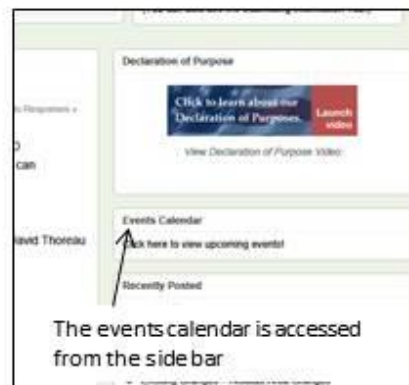 Declaration of Purpose
Click to learn about our
Declaration of Purposes.
Launch
video
View Declaration of Purpose Video
can
Events Calendar
David Thoreau
here to view upcoming events!
Recently Posted
The events calendar is accessed
from the side bar